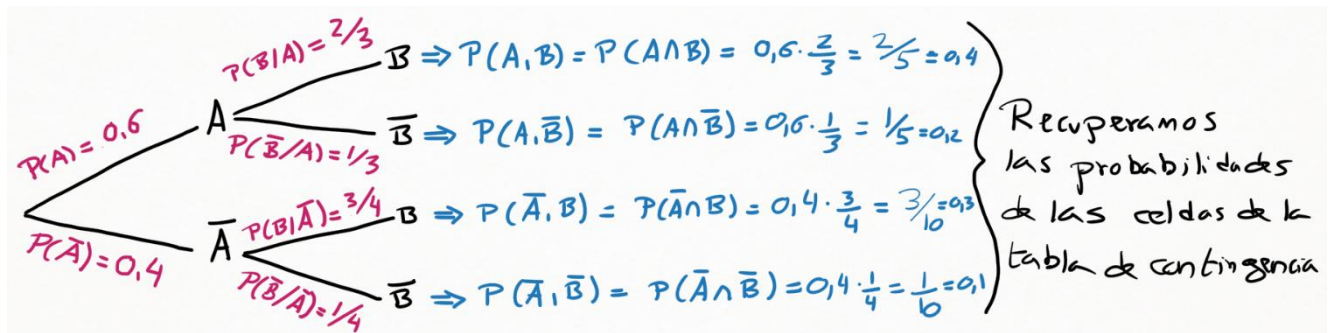 P(B/A)=2/3
B ⇒ P(A,B) = P(A∩B) = 0,6·2/3 = 2/5 = 0,4
P(A)=0,6
A
P(B̅/A)=1/3
B̅ ⇒ P(A,B̅) = P(A∩B̅) = 0,6·1/3 = 1/5 = 0,2
P(A̅)=0,4
A̅
P(B|A̅)=3/4
B ⇒ P(A̅,B) = P(A̅∩B) = 0,4·3/4 = 3/10 = 0,3
P(B̅/A̅)=1/4
B̅ ⇒ P(A̅,B̅) = P(A̅∩B̅) = 0,4·1/4 = 1/10 = 0,1
Recuperamos
las probabilidades
de las celdas de la
tabla de contingencia